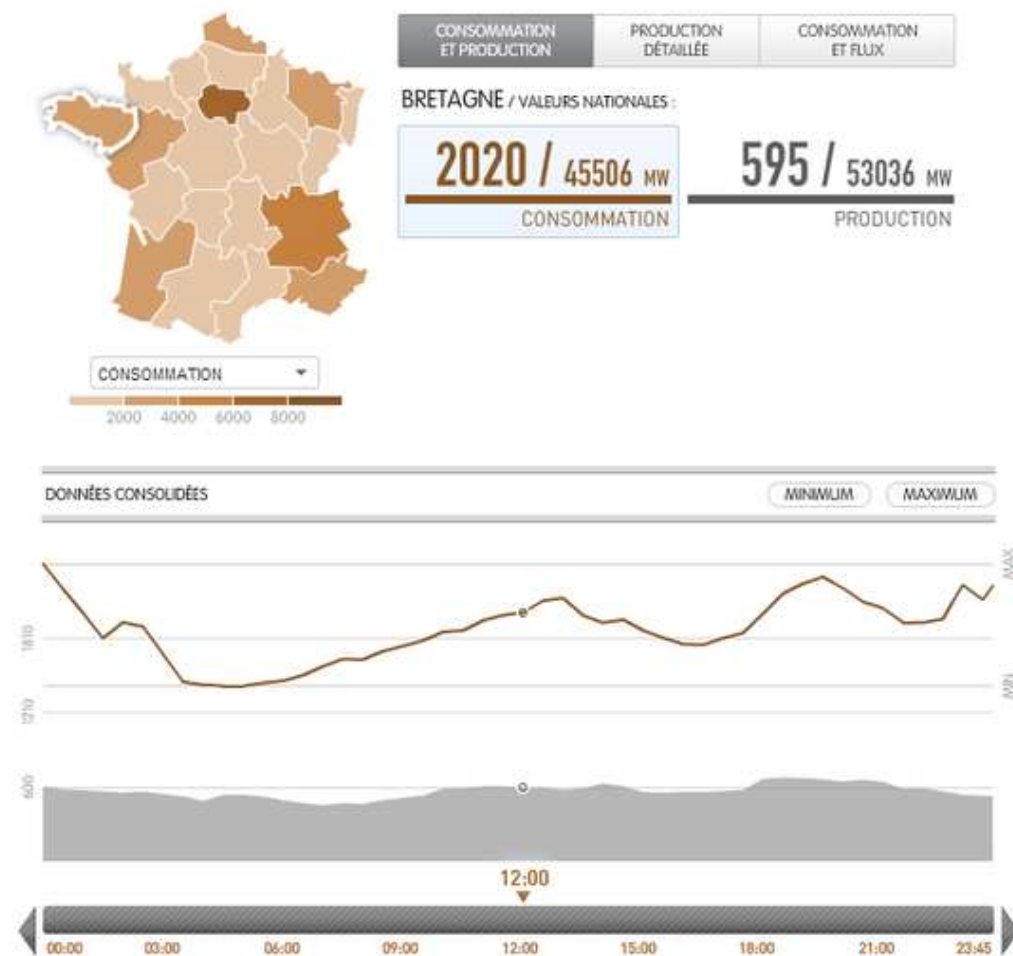 CONSOMMATION
ET PRODUCTION
PRODUCTION
DÉTAILLÉE
CONSOMMATION
ET FLUX
BRETAGNE / VALEURS NATIONALES :
2020 / 45506 MW
CONSOMMATION
595 / 53036 MW
PRODUCTION
CONSOMMATION
2000 4000 6000 8000
DONNÉES CONSOLIDÉES
MINIMUM
MAXIMUM
MAX
1810
MIN
1210
600
12:00
00:00 03:00 06:00 09:00 12:00 15:00 18:00 21:00 23:45